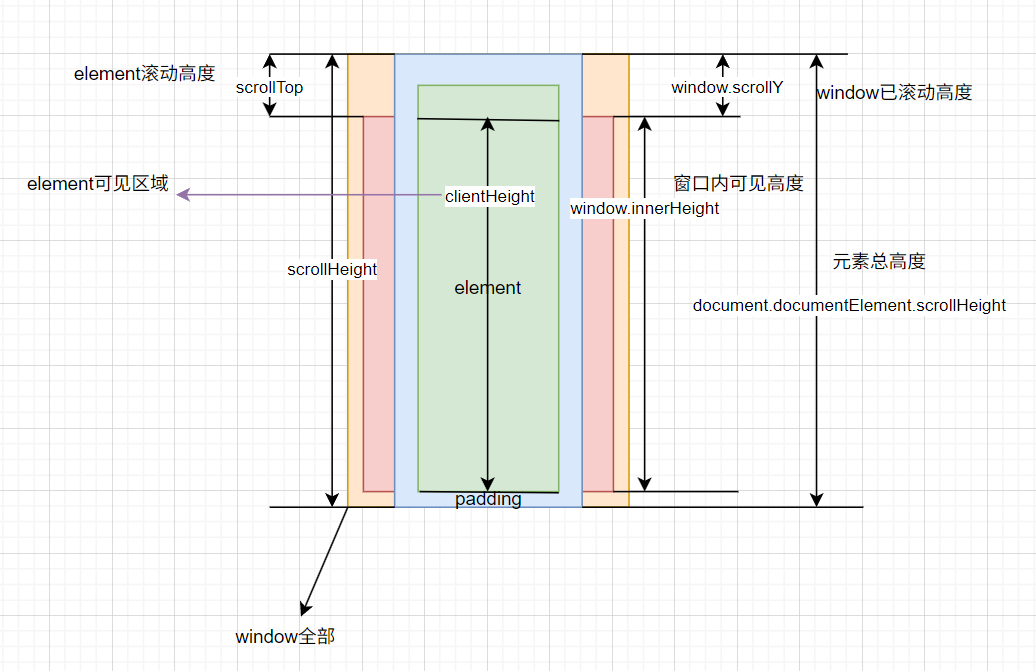 element滚动高度
scrollTop
window.scrollY
window已滚动高度
element可见区域
clientHeight
窗口内可见高度
window.innerHeight
scrollHeight
element
元素总高度
document.documentElement.scrollHeight
padding
window全部